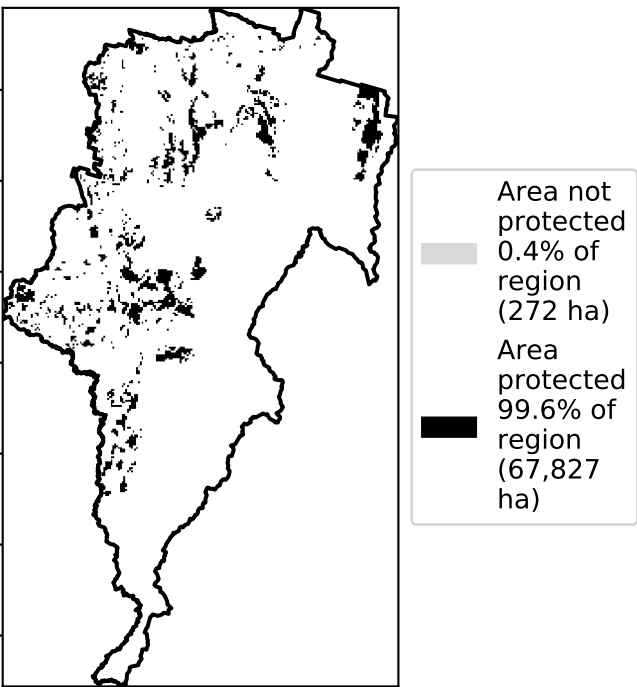 Area not
protected
0.4% of
region
(272 ha)
Area
protected
99.6% of
region
(67,827
ha)